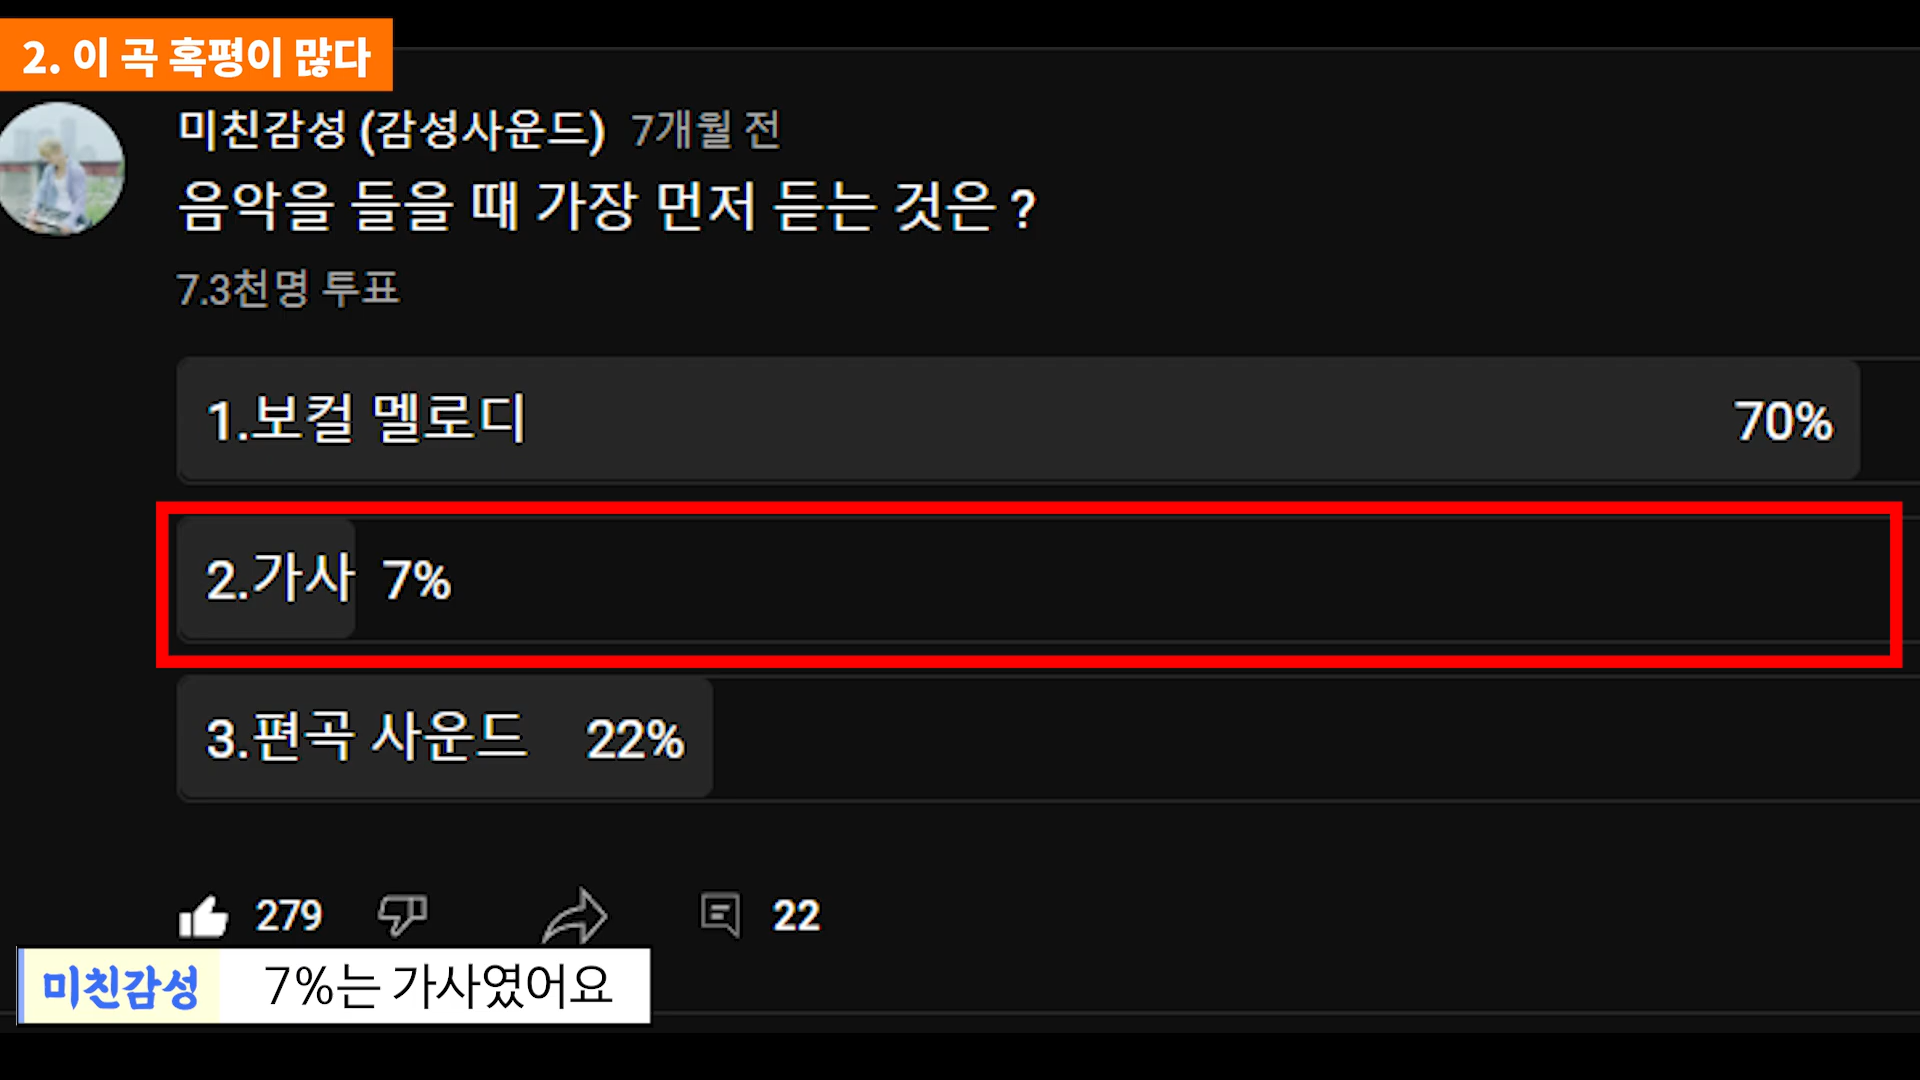 2. 이 곡 혹평이 많다
미친감성 (감성사운드) 7개월 전
음악을 들을 때 가장 먼저 듣는 것은 ?
7.3천명 투표
1.보컬 멜로디 70%
2.가사 7%
3.편곡 사운드 22%
279 22
미친감성 7%는 가사였어요